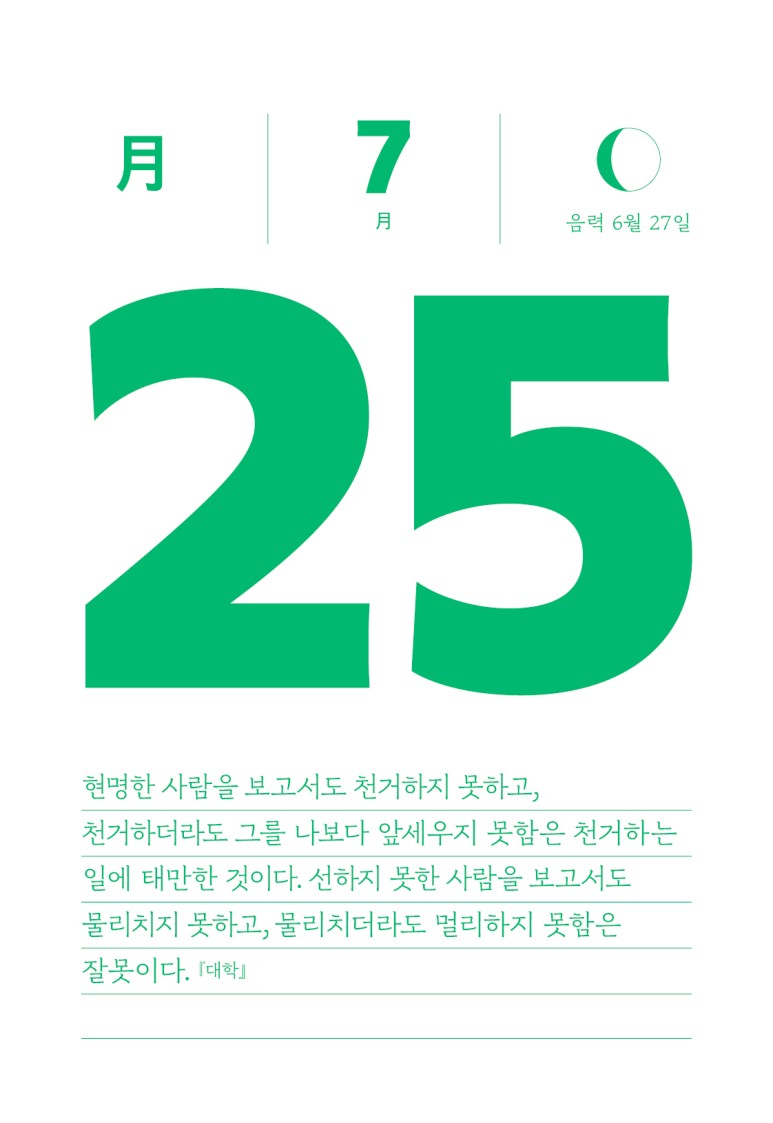 月
7
月
음력 6월 27일
25
현명한 사람을 보고서도 천거하지 못하고,
천거하더라도 그를 나보다 앞세우지 못함은 천거하는
일에 태만한 것이다. 선하지 못한 사람을 보고서도
물리치지 못하고, 물리치더라도 멀리하지 못함은
잘못이다. 『대학』